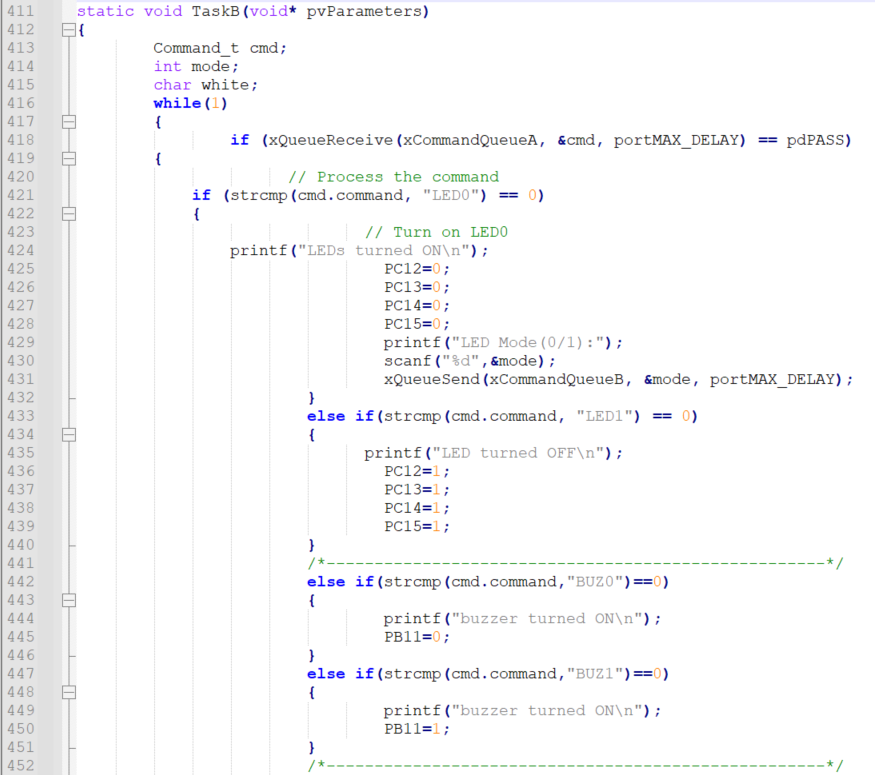 411 static void TaskB(void* pvParameters)
412 {
413 Command_t cmd;
414 int mode;
415 char white;
416 while(1)
417 {
418 if (xQueueReceive(xCommandQueueA, &cmd, portMAX_DELAY) == pdPASS)
419 {
420 // Process the command
421 if (strcmp(cmd.command, "LED0") == 0)
422 {
423 // Turn on LED0
424 printf("LEDs turned ON\n");
425 PC12=0;
426 PC13=0;
427 PC14=0;
428 PC15=0;
429 printf("LED Mode(0/1):");
430 scanf("%d",&mode);
431 xQueueSend(xCommandQueueB, &mode, portMAX_DELAY);
432 }
433 else if(strcmp(cmd.command, "LED1") == 0)
434 {
435 printf("LED turned OFF\n");
436 PC12=1;
437 PC13=1;
438 PC14=1;
439 PC15=1;
440 }
441 /*----------------------------------------------------*/
442 else if(strcmp(cmd.command,"BUZ0")==0)
443 {
444 printf("buzzer turned ON\n");
445 PB11=0;
446 }
447 else if(strcmp(cmd.command,"BUZ1")==0)
448 {
449 printf("buzzer turned ON\n");
450 PB11=1;
451 }
452 /*----------------------------------------------------*/